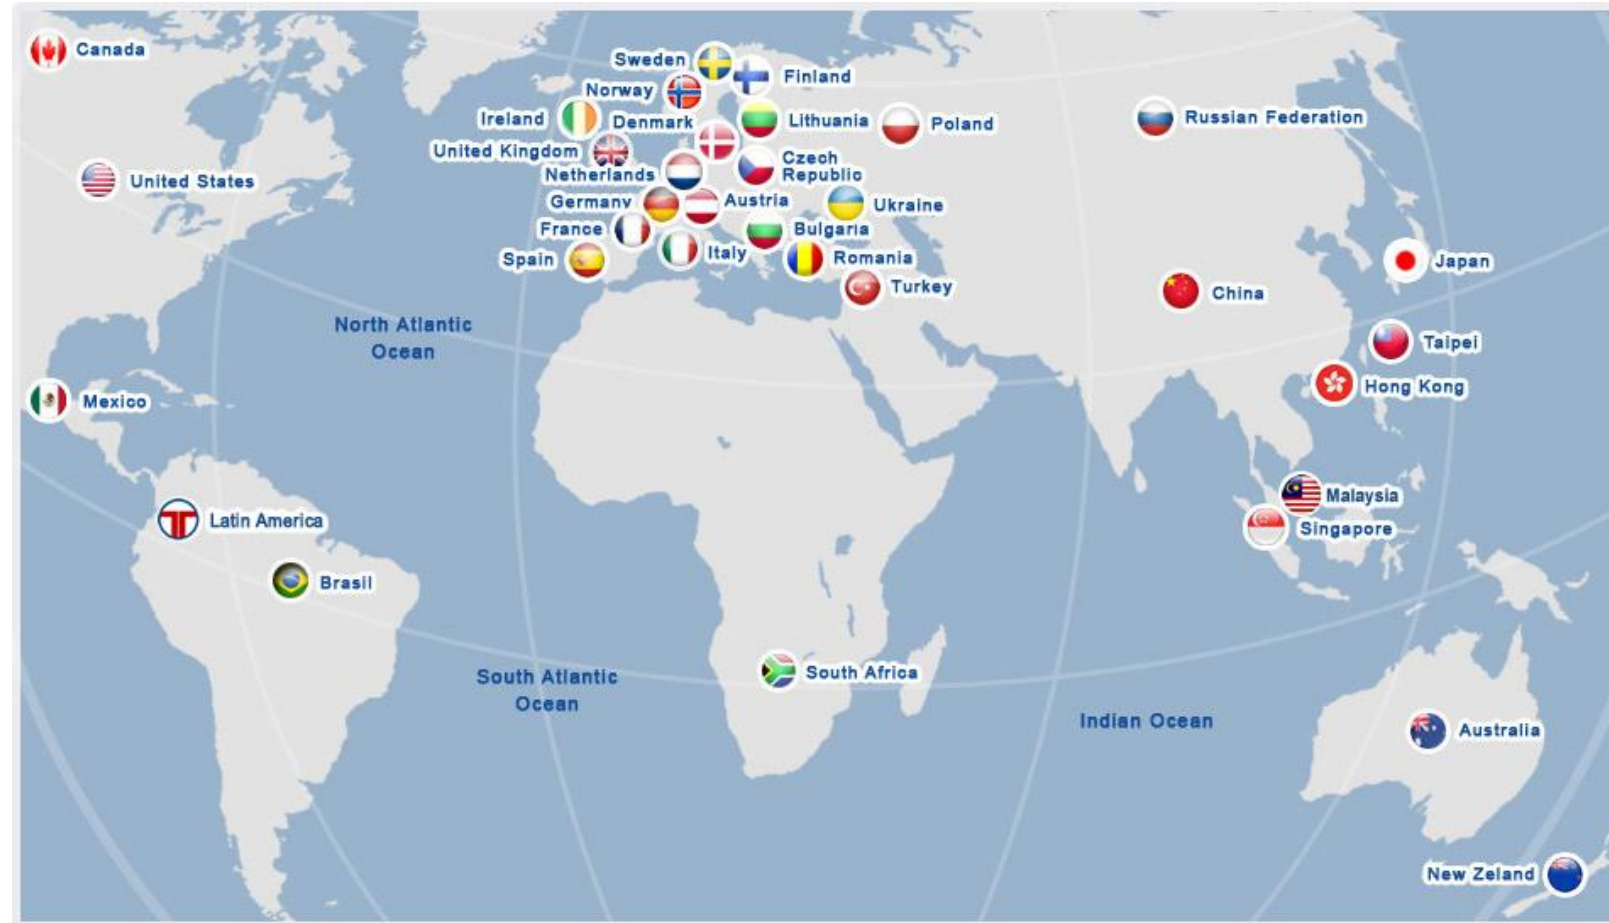 Canada
Sweden
Finland
Norway
Ireland
Denmark
Lithuania
Poland
Russian Federation
United Kingdom
Czech
Republic
Netherlands
United States
Germany
Austria
Ukraine
France
Bulgaria
Spain
Italy
Romania
Japan
Turkey
China
North Atlantic
Ocean
Taipei
Hong Kong
Mexico
Malaysia
Latin America
Singapore
Brasil
South Atlantic
Ocean
South Africa
Indian Ocean
Australia
New Zeland